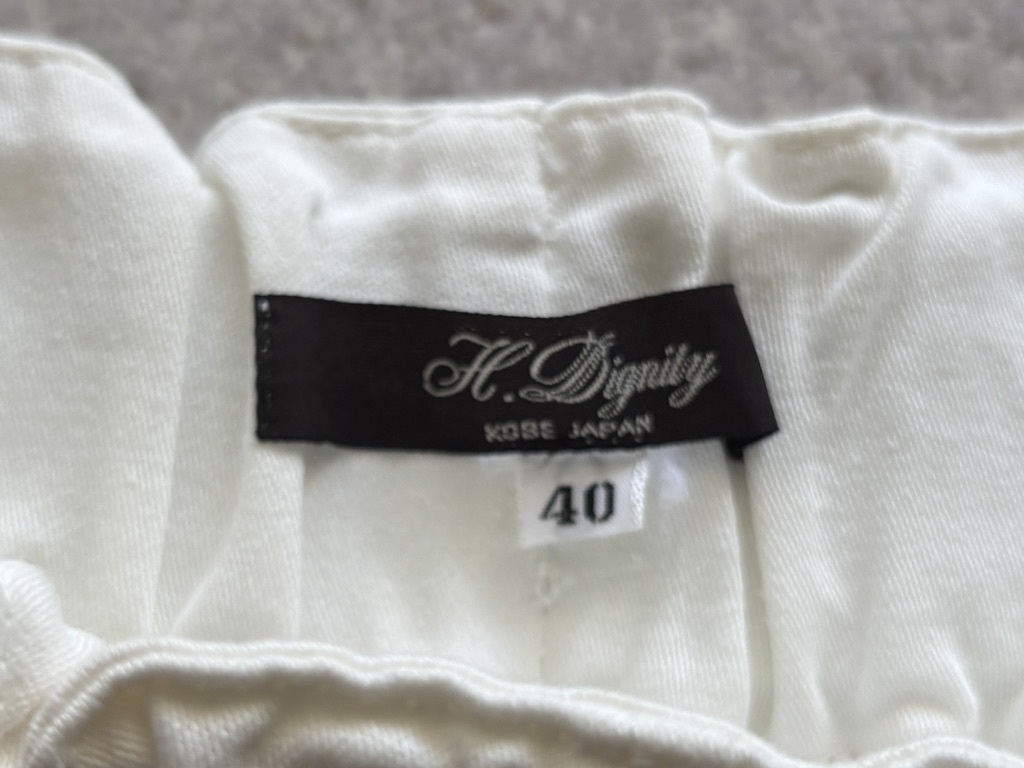 H. Dignity
KOBE JAPAN
40